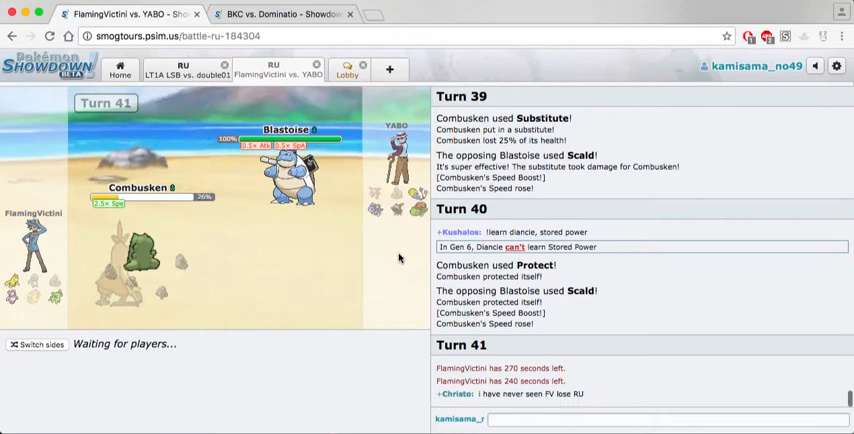 FlamingVictini vs. YABO - Sho
BKC vs. Dominatio - Showdow
smogtours.psim.us/battle-ru-184304
Pokémon
SHOWDOWN!
BETA
Home
RU
LT1A LSB vs. double01
RU
FlamingVictini vs. YABO
Lobby
kamisama_no49
Turn 41
Blastoise
100%
0.5× Atk 0.5× SpA
YABO
Combusken
26%
2.5× Spe
FlamingVictini
Switch sides
Waiting for players...
Turn 39
Combusken used Substitute!
Combusken put in a substitute!
Combusken lost 25% of its health!
The opposing Blastoise used Scald!
It's super effective! The substitute took damage for Combusken!
[Combusken's Speed Boost!]
Combusken's Speed rose!
Turn 40
+Kushalos: !learn diancie, stored power
In Gen 6, Diancie can't learn Stored Power
Combusken used Protect!
Combusken protected itself!
The opposing Blastoise used Scald!
Combusken protected itself!
[Combusken's Speed Boost!]
Combusken's Speed rose!
Turn 41
FlamingVictini has 270 seconds left.
FlamingVictini has 240 seconds left.
+Christo: i have never seen FV lose RU
kamisama_r